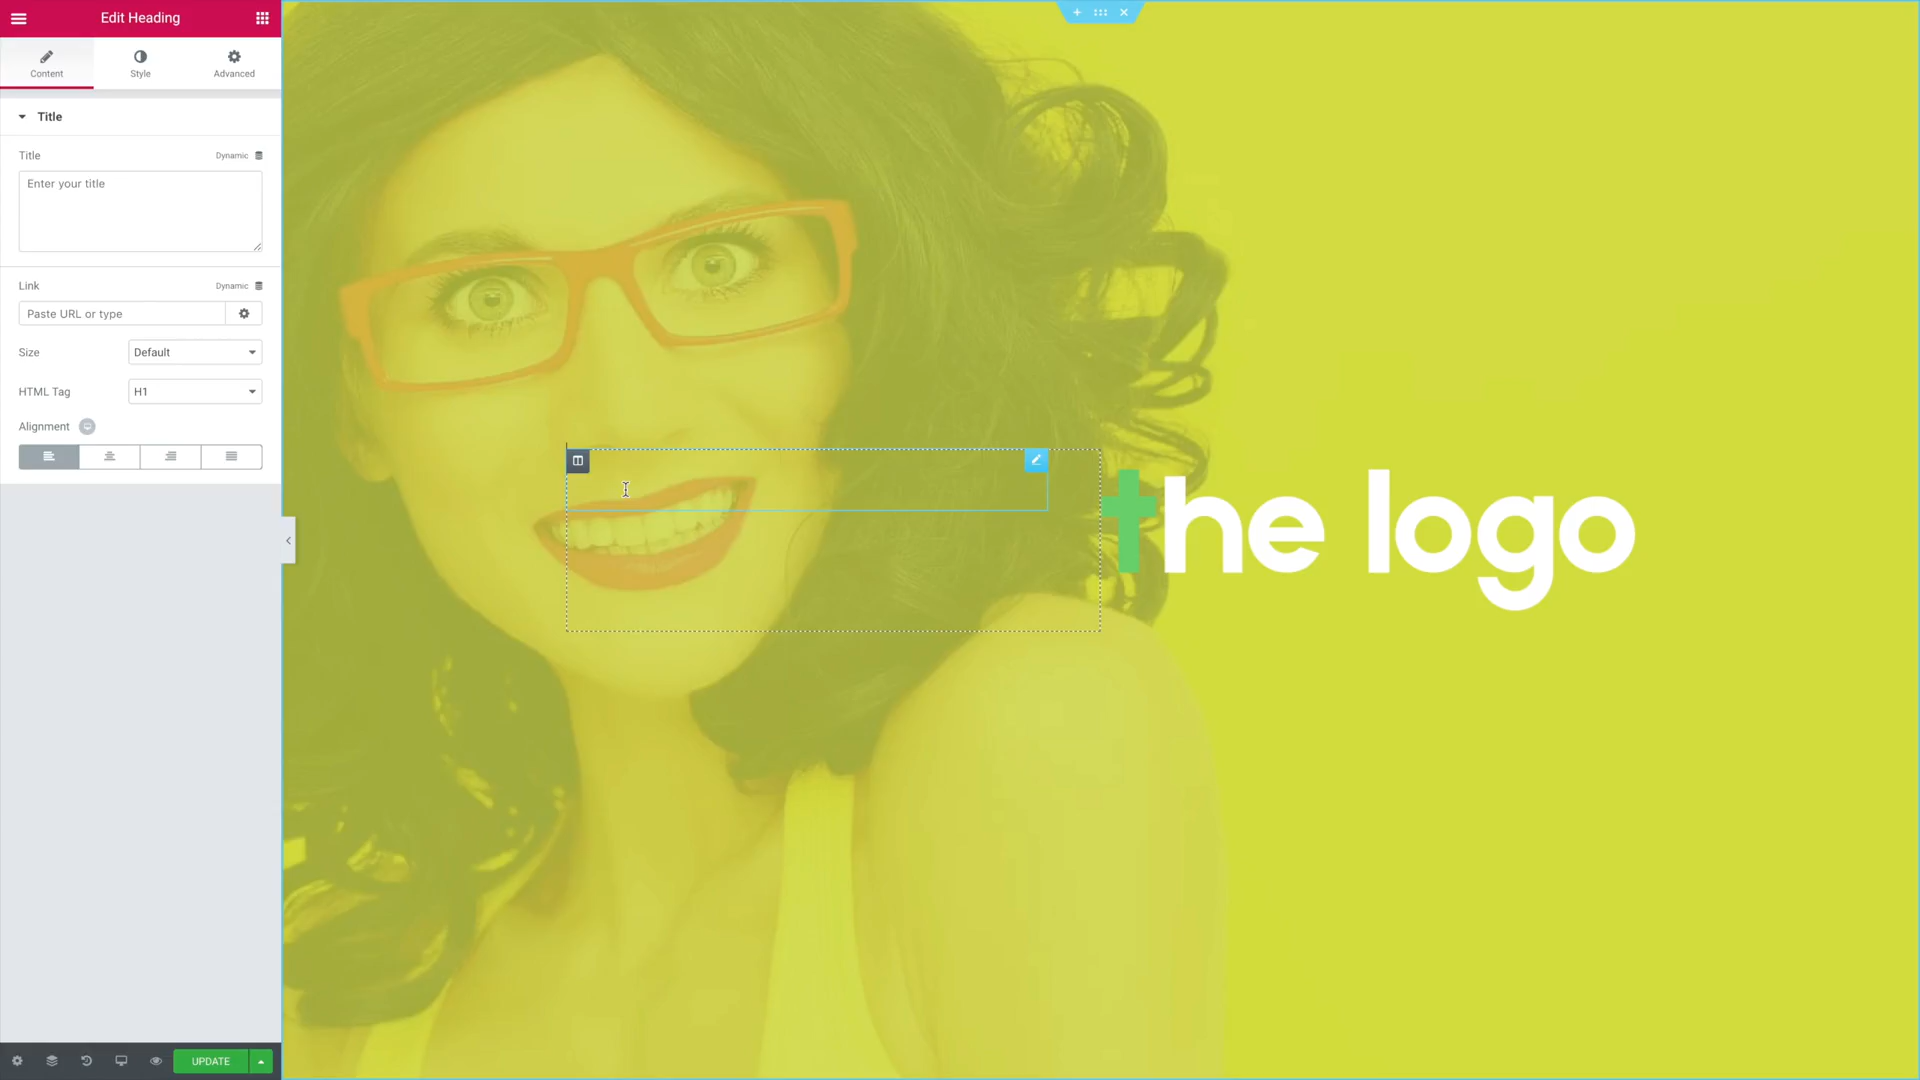 Edit Heading
Content
Style
Advanced
Title
Title
Dynamic
Enter your title
Link
Dynamic
Paste URL or type
Size
Default
HTML Tag
H1
Alignment
UPDATE
the logo